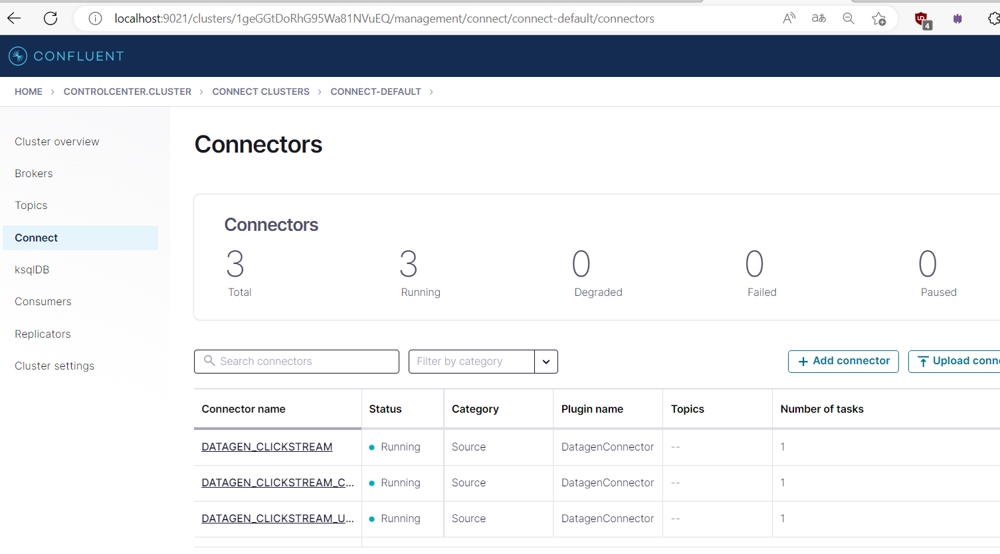 localhost:9021/clusters/1geGGtDoRhG95Wa81NVuEQ/management/connect/connect-default/connectors
A
aあ
4
CONFLUENT
HOME > CONTROLCENTER.CLUSTER > CONNECT CLUSTERS > CONNECT-DEFAULT >
Cluster overview
Brokers
Topics
Connect
ksqlDB
Consumers
Replicators
Cluster settings
Connectors
Connectors
3 3 0 0 0
Total Running Degraded Failed Paused
Search connectors Filter by category + Add connector Upload conne
Connector name Status Category Plugin name Topics Number of tasks
DATAGEN_CLICKSTREAM Running Source DatagenConnector -- 1
DATAGEN_CLICKSTREAM_C... Running Source DatagenConnector -- 1
DATAGEN_CLICKSTREAM_U... Running Source DatagenConnector -- 1